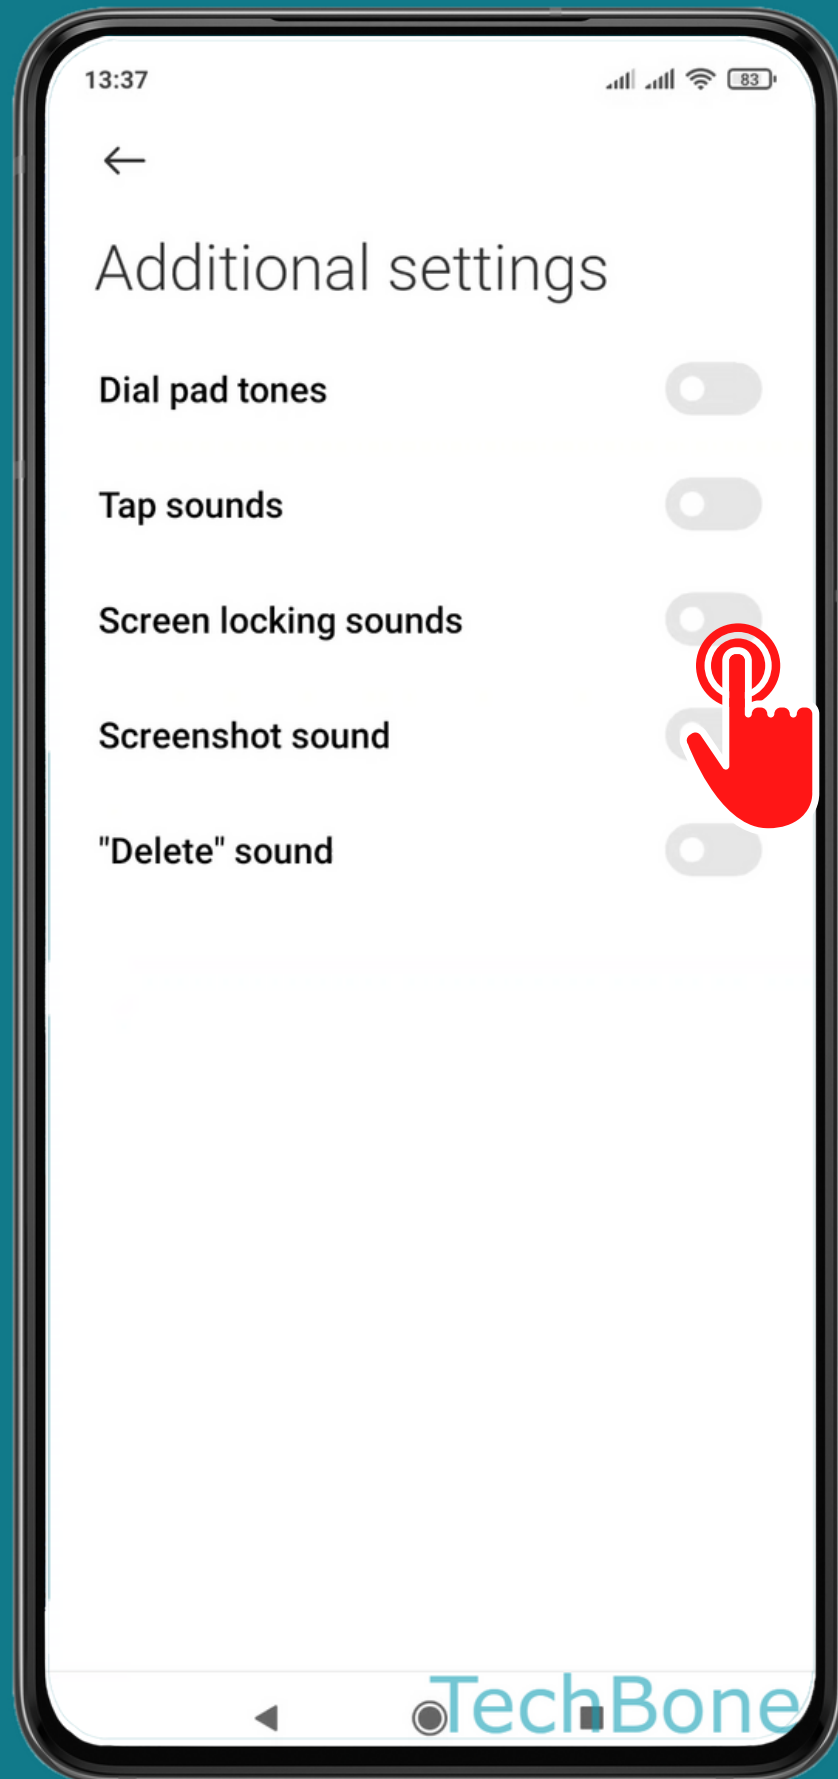 13:37
83
Additional settings
Dial pad tones
Tap sounds
Screen locking sounds
Screenshot sound
"Delete" sound
TechBone